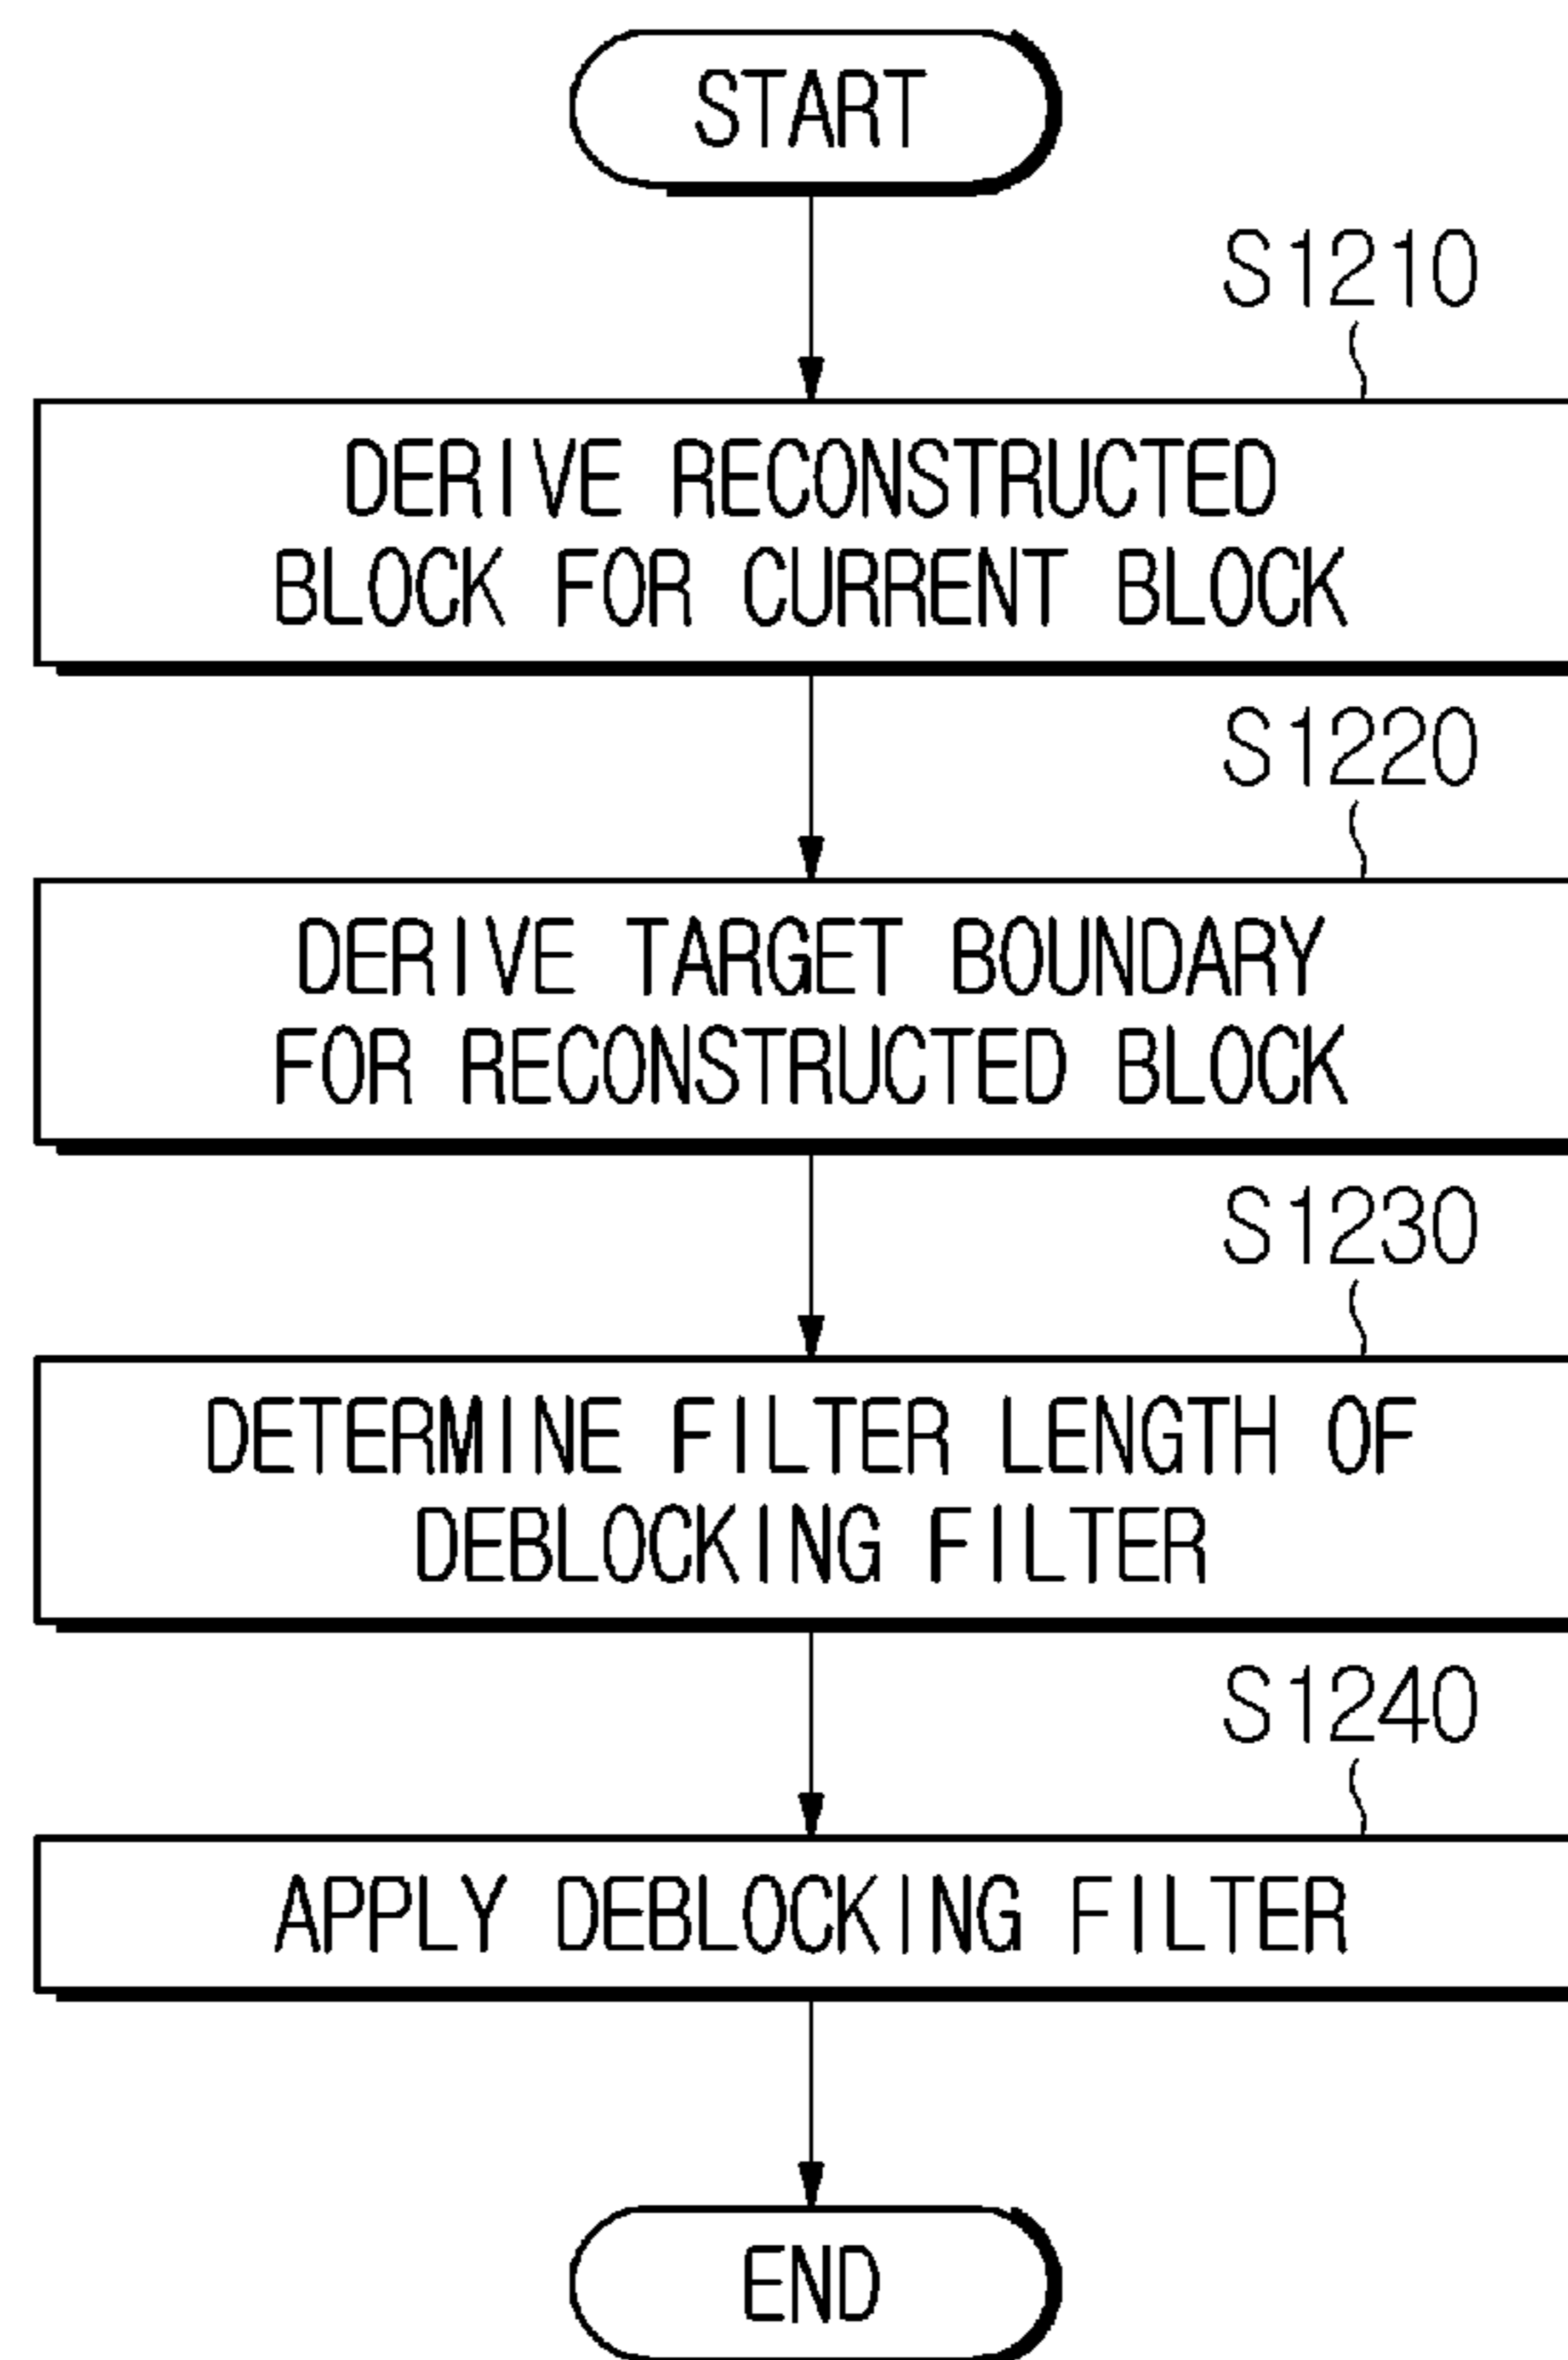 START
S1210
DERIVE RECONSTRUCTED
BLOCK FOR CURRENT BLOCK
S1220
DERIVE TARGET BOUNDARY
FOR RECONSTRUCTED BLOCK
S1230
DETERMINE FILTER LENGTH OF
DEBLOCKING FILTER
S1240
APPLY DEBLOCKING FILTER
END